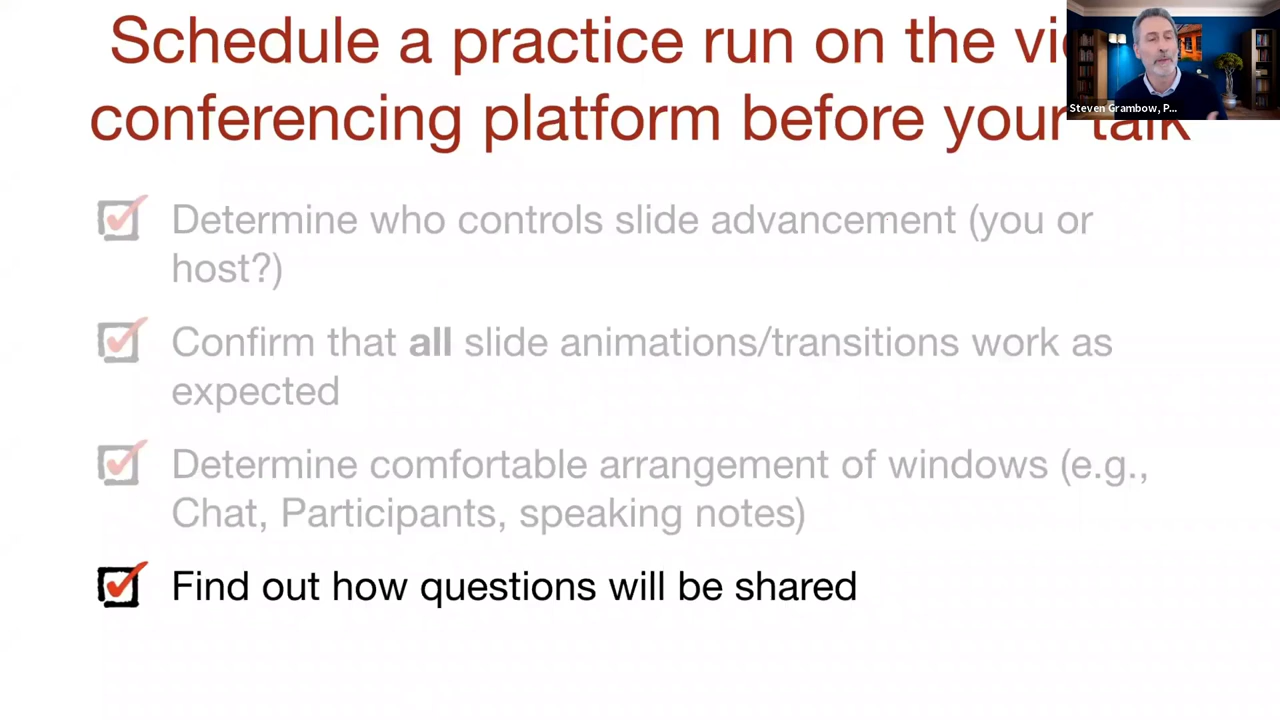 Schedule a practice run on the
conferencing platform before your talk
Steven Grambow, P...
Determine who controls slide advancement (you or
host?)
Confirm that all slide animations/transitions work as
expected
Determine comfortable arrangement of windows (e.g.,
Chat, Participants, speaking notes)
Find out how questions will be shared